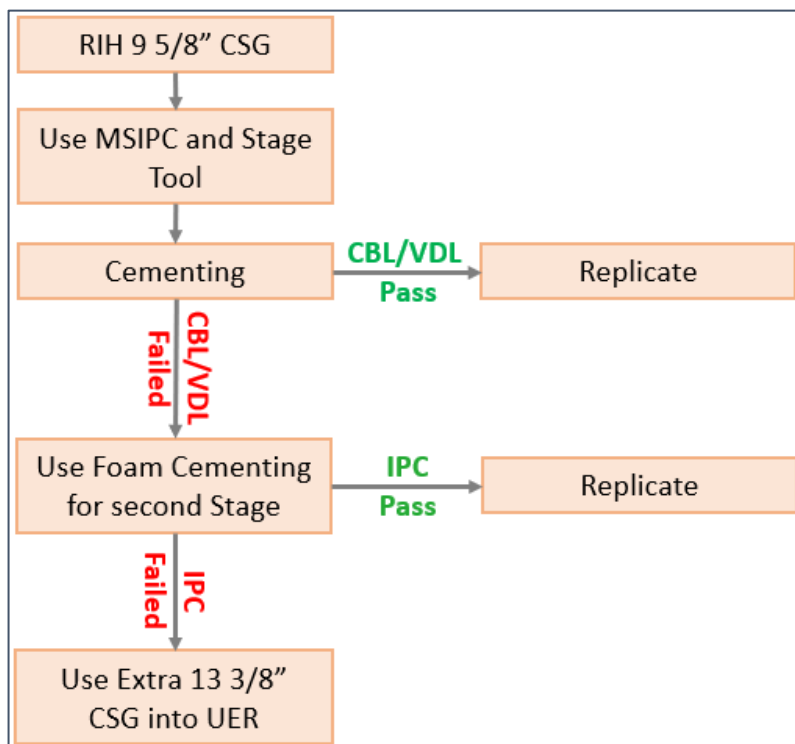 RIH 9 5/8” CSG
Use MSIPC and Stage
Tool
Cementing
CBL/VDL
Pass
Replicate
CBL/VDL
Failed
Use Foam Cementing
for second Stage
IPC
Pass
Replicate
IPC
Failed
Use Extra 13 3/8”
CSG into UER